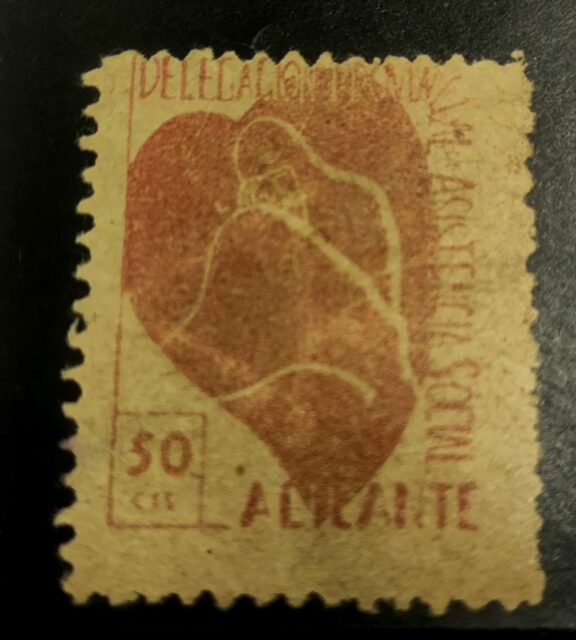 DELEGACION
ASISTENCIA SOCIAL
50
CTS
ALICANTE